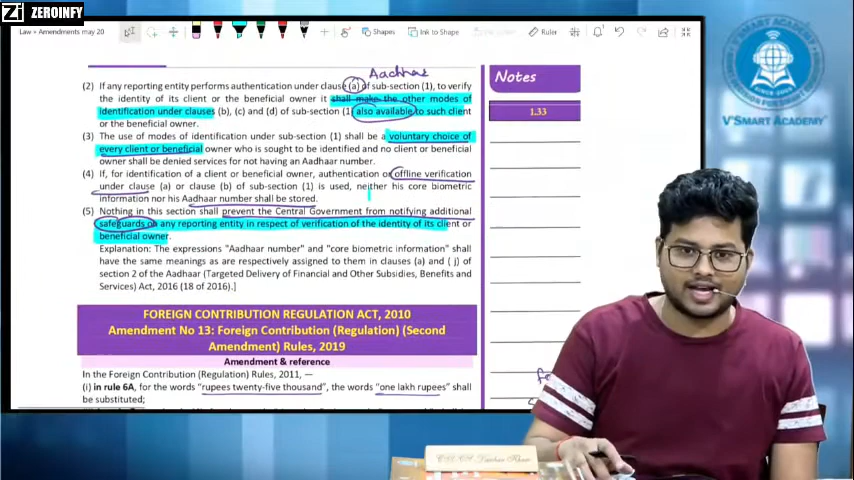 Zi ZEROINFY
Law + Amendments may 20
Shapes
Ink to Shape
Ruler
Aadhar
(2) If any reporting entity performs authentication under clause (a) of sub-section (1), to verify
the identity of its client or the beneficial owner it shall make the other modes of
identification under clauses (b), (c) and (d) of sub-section (1) also available to such client
or the beneficial owner.
(3) The use of modes of identification under sub-section (1) shall be a voluntary choice of
every client or beneficial owner who is sought to be identified and no client or beneficial
owner shall be denied services for not having an Aadhaar number.
(4) If, for identification of a client or beneficial owner, authentication or offline verification
under clause (a) or clause (b) of sub-section (1) is used, neither his core biometric
information nor his Aadhaar number shall be stored.
(5) Nothing in this section shall prevent the Central Government from notifying additional
safeguards on any reporting entity in respect of verification of the identity of its client or
beneficial owner.
Explanation: The expressions "Aadhaar number" and "core biometric information" shall
have the same meanings as are respectively assigned to them in clauses (a) and ( j) of
section 2 of the Aadhaar (Targeted Delivery of Financial and Other Subsidies, Benefits and
Services) Act, 2016 (18 of 2016).]
FOREIGN CONTRIBUTION REGULATION ACT, 2010
Amendment No 13: Foreign Contribution (Regulation) (Second
Amendment) Rules, 2019
Amendment & reference
In the Foreign Contribution (Regulation) Rules, 2011, —
(i) in rule 6A, for the words "rupees twenty-five thousand", the words "one lakh rupees" shall
be substituted;
Notes
1.33
V'SMART ACADEMY
SINCE 2004
V'SMART ACADEMY